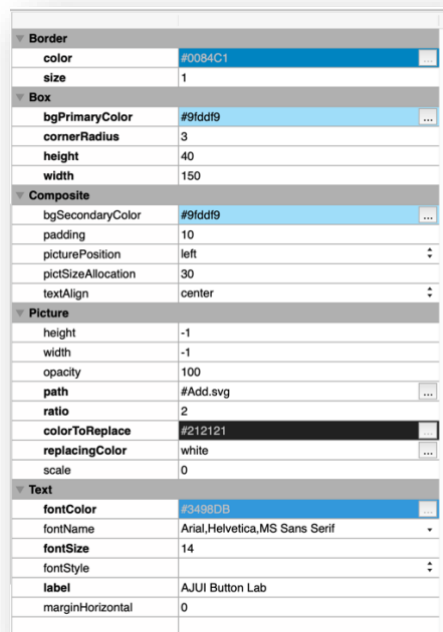 Border
color #0084C1 ...
size 1
Box
bgPrimaryColor #9fddf9 ...
cornerRadius 3
height 40
width 150
Composite
bgSecondaryColor #9fddf9 ...
padding 10
picturePosition left
pictSizeAllocation 30
textAlign center
Picture
height -1
width -1
opacity 100
path #Add.svg ...
ratio 2
colorToReplace #212121 ...
replacingColor white ...
scale 0
Text
fontColor #3498DB ...
fontName Arial,Helvetica,MS Sans Serif
fontSize 14
fontStyle
label AJUI Button Lab
marginHorizontal 0